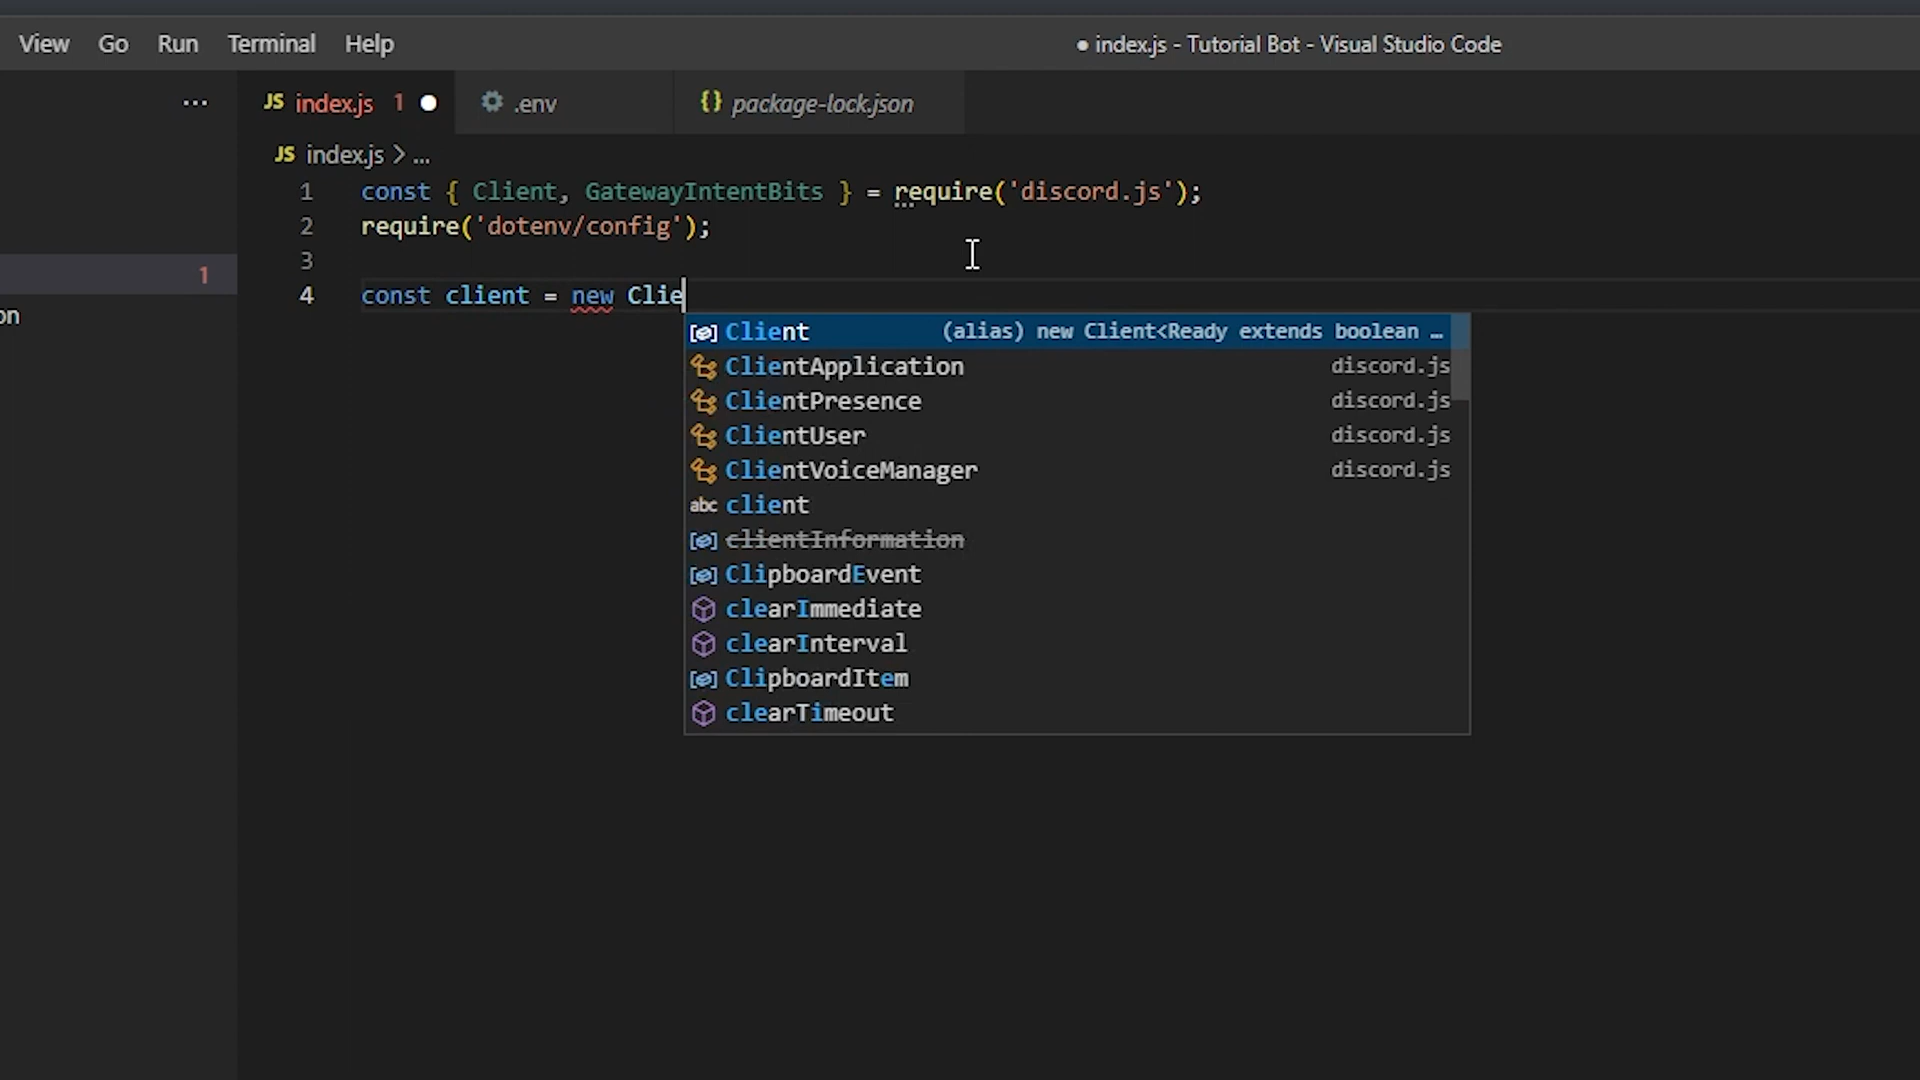 View Go Run Terminal Help
● index.js - Tutorial Bot - Visual Studio Code
... JS index.js 1 ● .env {} package-lock.json
JS index.js > ...
1 const { Client, GatewayIntentBits } = require('discord.js');
2 require('dotenv/config');
3
1
4 const client = new Clie
on
Client (alias) new Client<Ready extends boolean …
ClientApplication discord.js
ClientPresence discord.js
ClientUser discord.js
ClientVoiceManager discord.js
abc client
clientInformation
ClipboardEvent
clearImmediate
clearInterval
ClipboardItem
clearTimeout